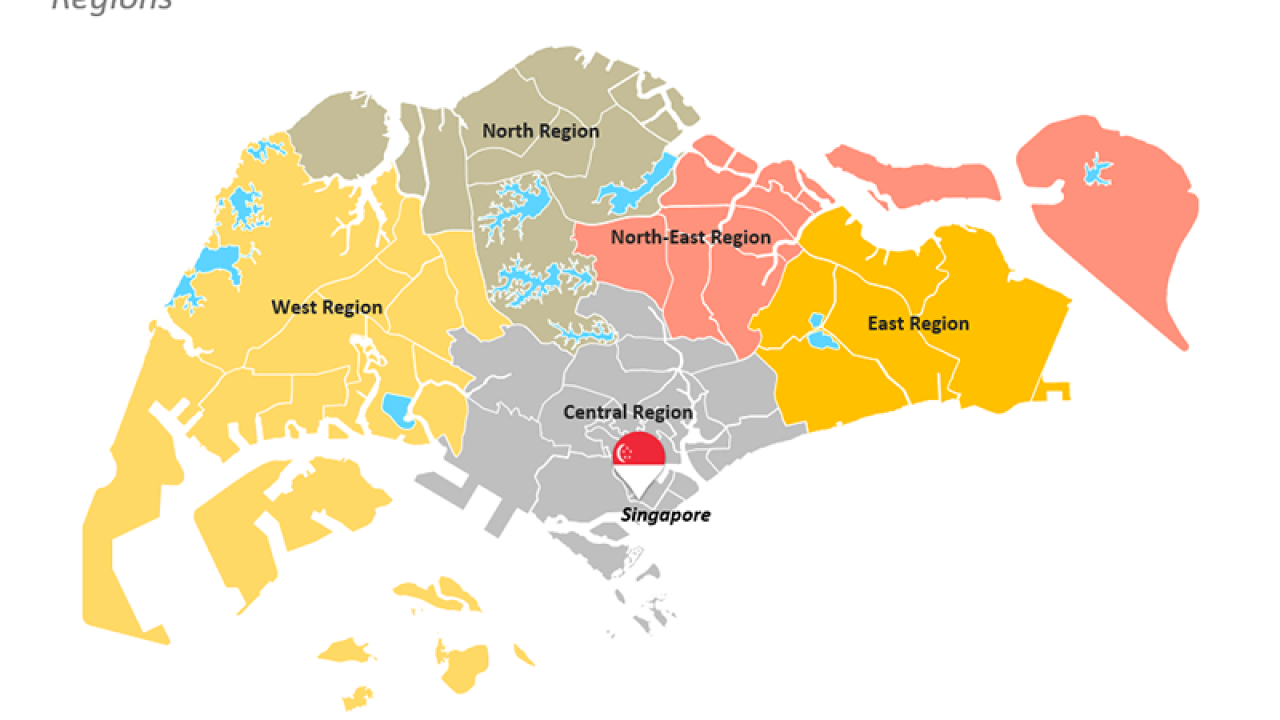 Regions
North Region
North-East Region
West Region
East Region
Central Region
Singapore